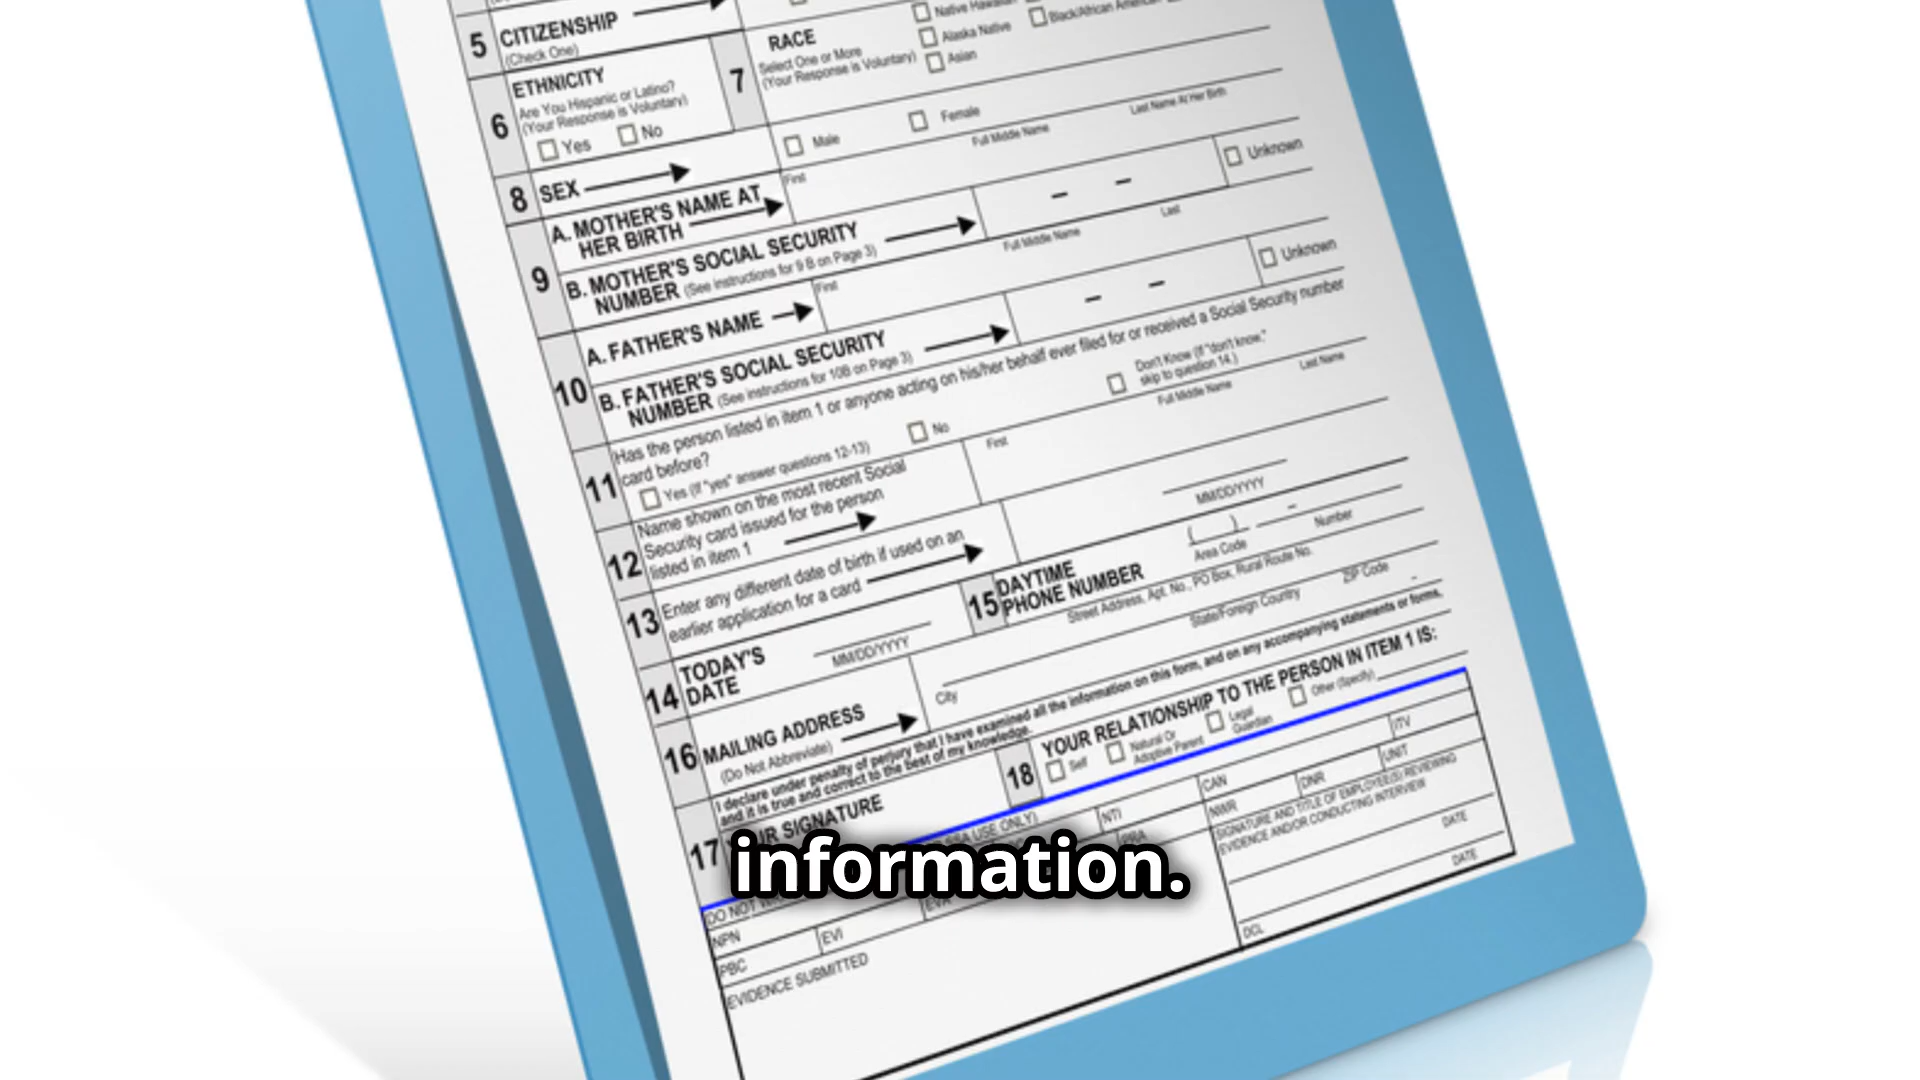 5 CITIZENSHIP
(Check One)
6 ETHNICITY
Are You Hispanic or Latino?
(Your Response is Voluntary)
Yes No
7 RACE
Select One or More
(Your Response is Voluntary)
Native Hawaiian
Alaska Native
Asian
Black/African American
8 SEX
Male Female
9 A. MOTHER'S NAME AT
HER BIRTH
First
Full Middle Name
Last Name At Her Birth
B. MOTHER'S SOCIAL SECURITY
NUMBER (See instructions for 9 B on Page 3)
– –
Unknown
10 A. FATHER'S NAME
First
Full Middle Name
Last
B. FATHER'S SOCIAL SECURITY
NUMBER (See instructions for 10B on Page 3)
– –
Unknown
11 Has the person listed in item 1 or anyone acting on his/her behalf ever filed for or received a Social Security number
card before?
Yes (If "yes" answer questions 12-13)
No
Don't Know (If "don't know,"
skip to question 14.)
12 Name shown on the most recent Social
Security card issued for the person
listed in item 1
First
Full Middle Name
Last Name
13 Enter any different date of birth if used on an
earlier application for a card
MM/DD/YYYY
14 TODAY'S
DATE
MM/DD/YYYY
15 DAYTIME
PHONE NUMBER
( ) –
Area Code
Number
16 MAILING ADDRESS
(Do Not Abbreviate)
Street Address, Apt. No., PO Box, Rural Route No.
City
State/Foreign Country
ZIP Code
I declare under penalty of perjury that I have examined all the information on this form, and on any accompanying statements or forms,
and it is true and correct to the best of my knowledge.
17 YOUR SIGNATURE
18 YOUR RELATIONSHIP TO THE PERSON IN ITEM 1 IS:
Self
Natural Or
Adoptive Parent
Legal
Guardian
Other (Specify)
DO NOT
SSA USE ONLY)
NPN
NTI
CAN
ITV
PBC
EVI
EVA
PRA
NWR
DNR
UNIT
EVIDENCE SUBMITTED
SIGNATURE AND TITLE OF EMPLOYEE(S) REVIEWING
EVIDENCE AND/OR CONDUCTING INTERVIEW
DATE
DCL
DATE
information.